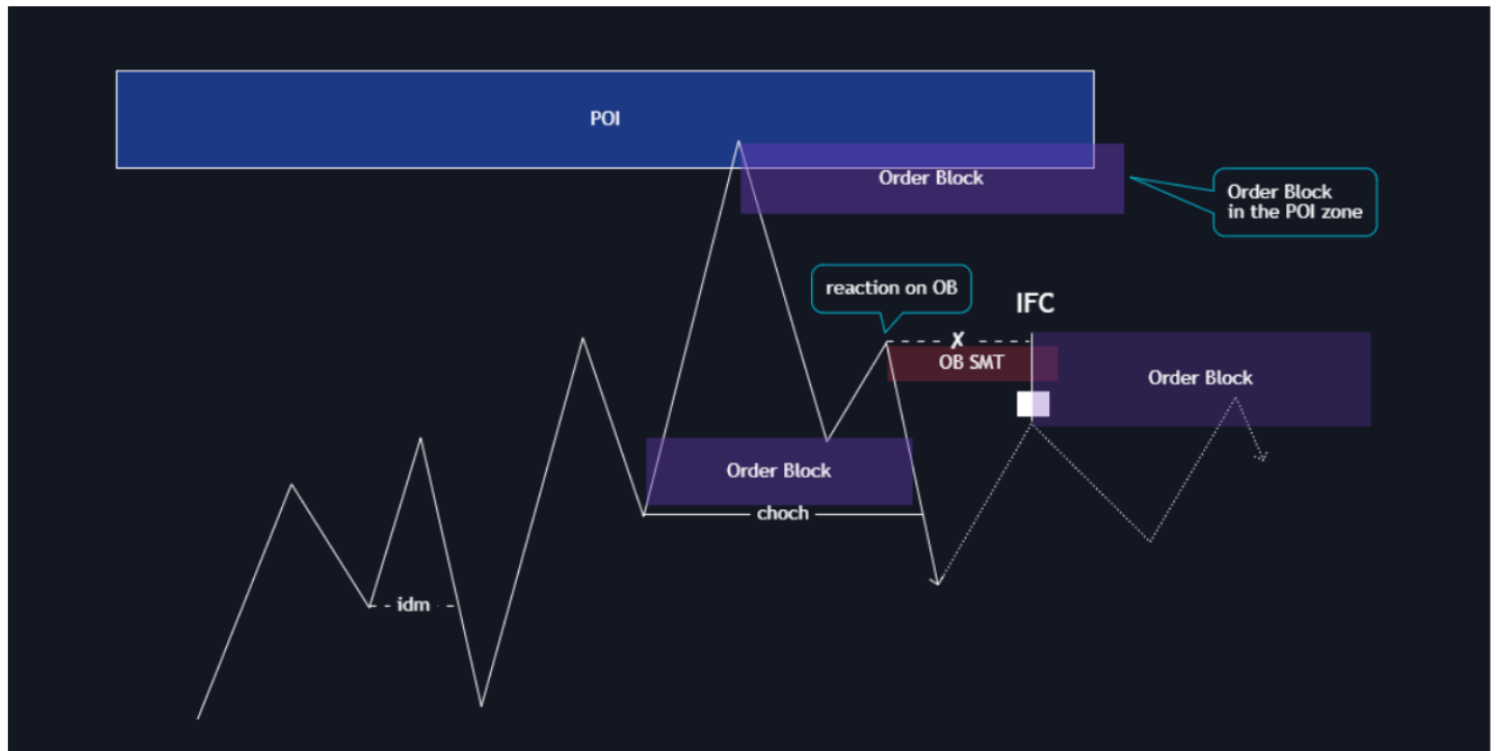 POI
Order Block
Order Block
in the POI zone
reaction on OB
IFC
X
OB SMT
Order Block
Order Block
choch
idm